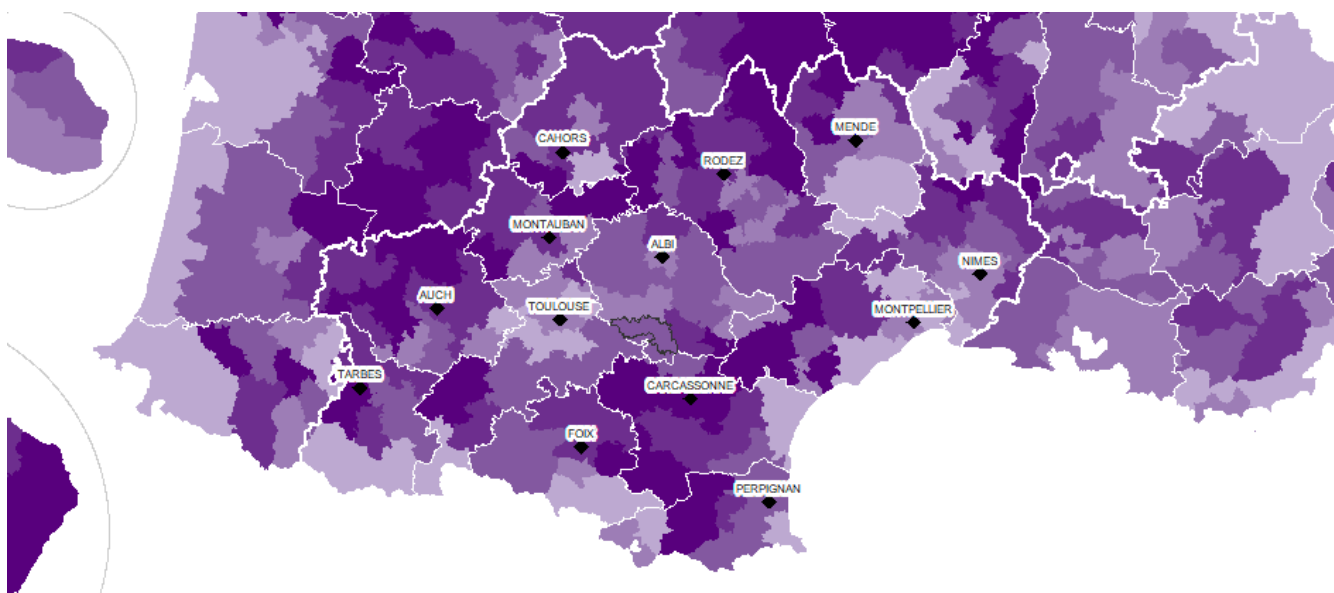 MENDE
CAHORS
RODEZ
MONTAUBAN
ALBI
NIMES
AUCH
TOULOUSE
MONTPELLIER
TARBES
CARCASSONNE
FOIX
PERPIGNAN